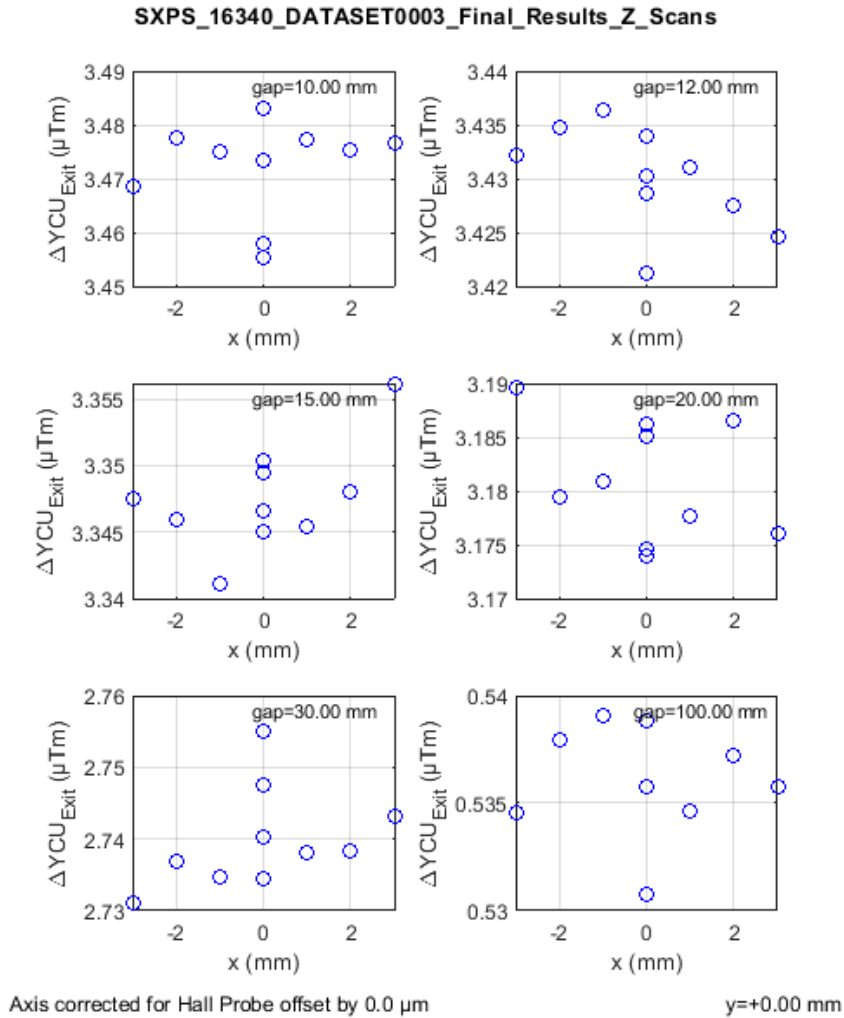 SXPS_16340_DATASET0003_Final_Results_Z_Scans
gap=10.00 mm
3.49
3.48
3.47
3.46
3.45
ΔYCU_Exit (µTm)
-2 0 2
x (mm)
gap=12.00 mm
3.44
3.435
3.43
3.425
3.42
ΔYCU_Exit (µTm)
-2 0 2
x (mm)
gap=15.00 mm
3.355
3.35
3.345
3.34
ΔYCU_Exit (µTm)
-2 0 2
x (mm)
gap=20.00 mm
3.19
3.185
3.18
3.175
3.17
ΔYCU_Exit (µTm)
-2 0 2
x (mm)
gap=30.00 mm
2.76
2.75
2.74
2.73
ΔYCU_Exit (µTm)
-2 0 2
x (mm)
gap=100.00 mm
0.54
0.535
0.53
ΔYCU_Exit (µTm)
-2 0 2
x (mm)
Axis corrected for Hall Probe offset by 0.0 µm
y=+0.00 mm